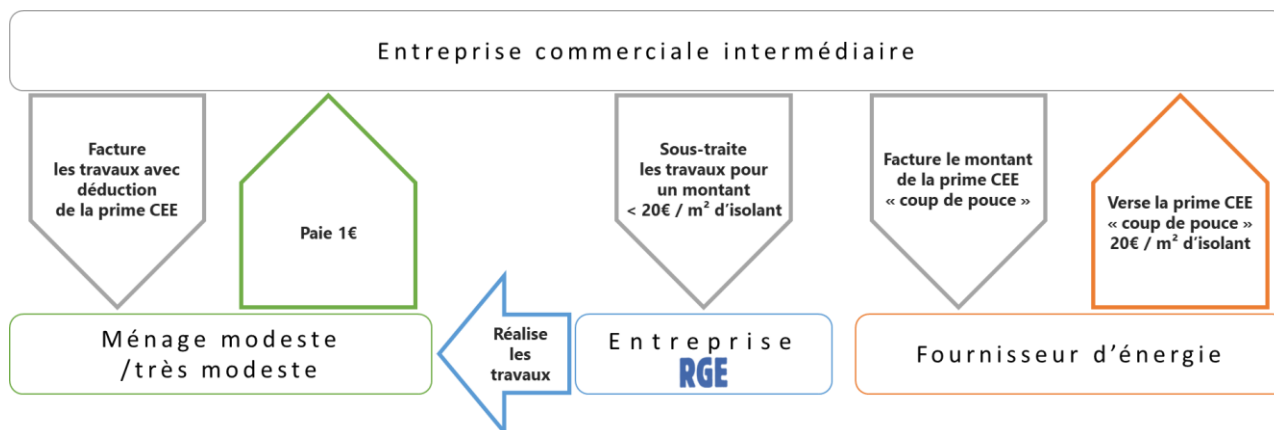 Entreprise commerciale intermédiaire
Facture
les travaux avec
déduction
de la prime CEE
Paie 1€
Sous-traite
les travaux pour
un montant
< 20€ / m² d’isolant
Facture le montant
de la prime CEE
« coup de pouce »
Verse la prime CEE
« coup de pouce »
20€ / m² d’isolant
Ménage modeste
/très modeste
Réalise
les
travaux
Entreprise
RGE
Fournisseur d’énergie